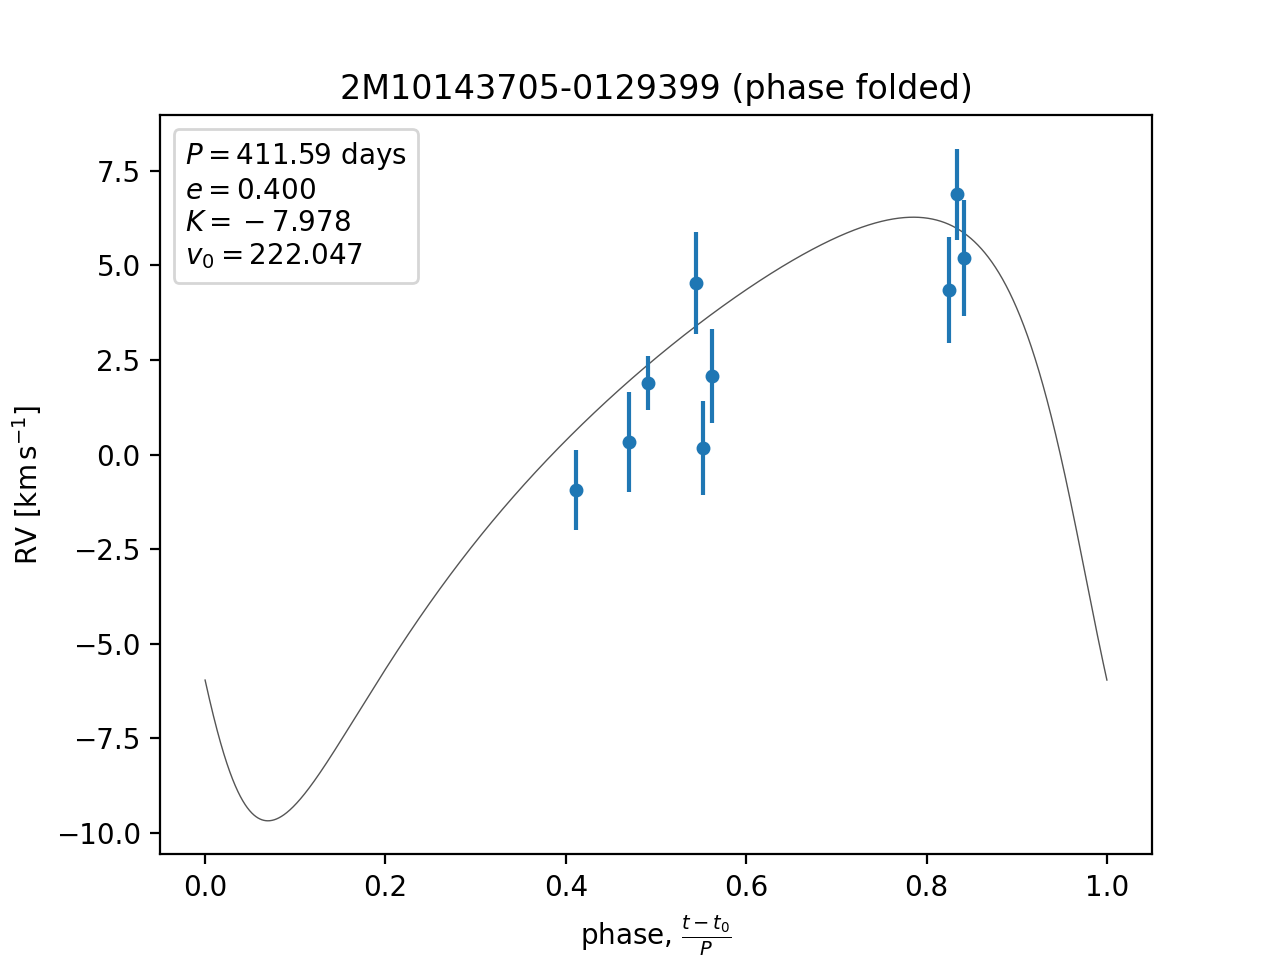 2M10143705-0129399 (phase folded)
P = 411.59 days
e = 0.400
K = −7.978
v₀ = 222.047
RV [km s⁻¹]
7.5
5.0
2.5
0.0
−2.5
−5.0
−7.5
−10.0
0.0 0.2 0.4 0.6 0.8 1.0
phase, (t − t₀)/P